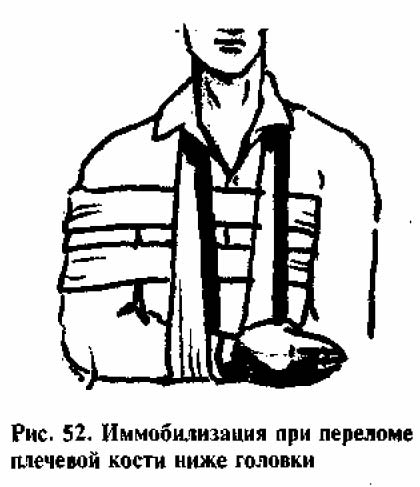 Рис. 52. Иммобилизация при переломе
плечевой кости ниже головки